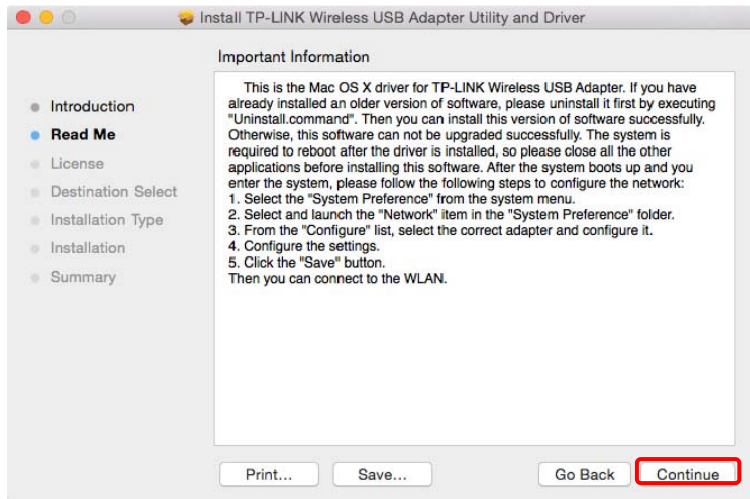 Install TP-LINK Wireless USB Adapter Utility and Driver
Important Information
Introduction
Read Me
License
Destination Select
Installation Type
Installation
Summary
This is the Mac OS X driver for TP-LINK Wireless USB Adapter. If you have
already installed an older version of software, please uninstall it first by executing
"Uninstall.command". Then you can install this version of software successfully.
Otherwise, this software can not be upgraded successfully. The system is
required to reboot after the driver is installed, so please close all the other
applications before installing this software. After the system boots up and you
enter the system, please follow the following steps to configure the network:
1. Select the "System Preference" from the system menu.
2. Select and launch the "Network" item in the "System Preference" folder.
3. From the "Configure" list, select the correct adapter and configure it.
4. Configure the settings.
5. Click the "Save" button.
Then you can connect to the WLAN.
Print...
Save...
Go Back
Continue